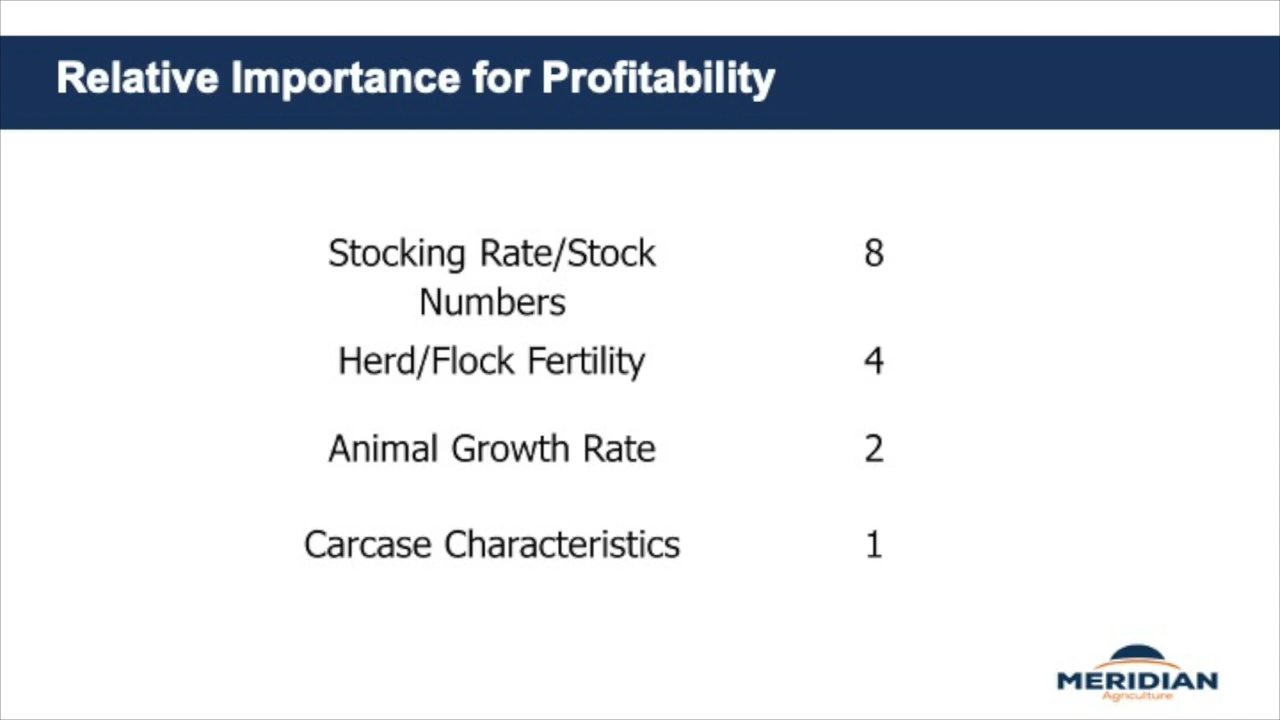 Relative Importance for Profitability
Stocking Rate/Stock 8
Numbers
Herd/Flock Fertility 4
Animal Growth Rate 2
Carcase Characteristics 1
MERIDIAN
Agriculture